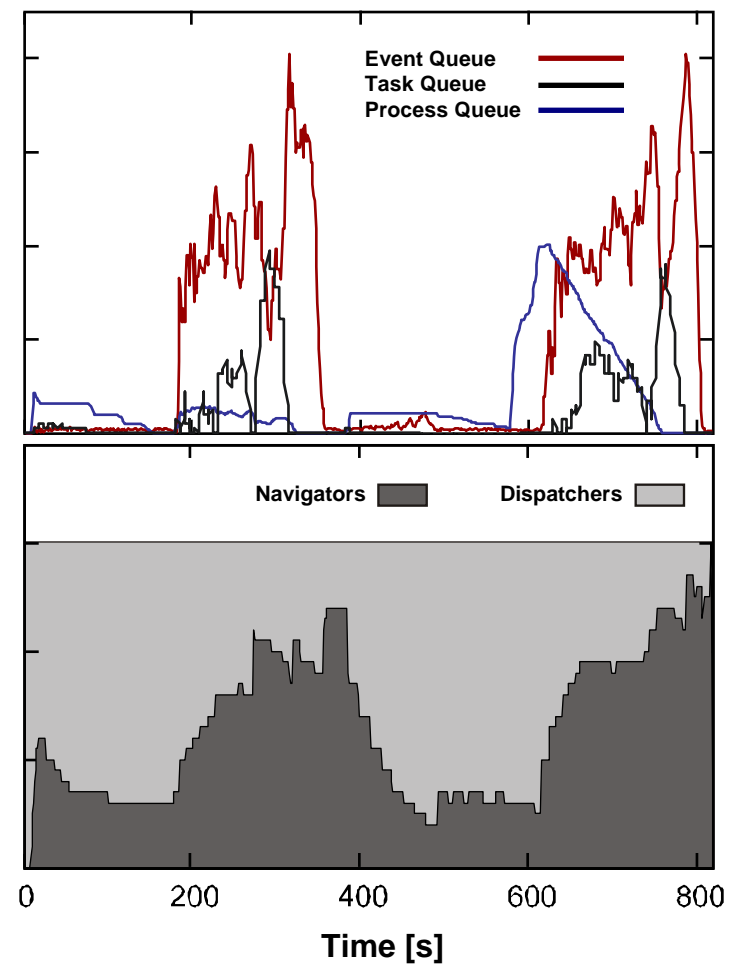 Event Queue
Task Queue
Process Queue
Navigators
Dispatchers
0 200 400 600 800
Time [s]